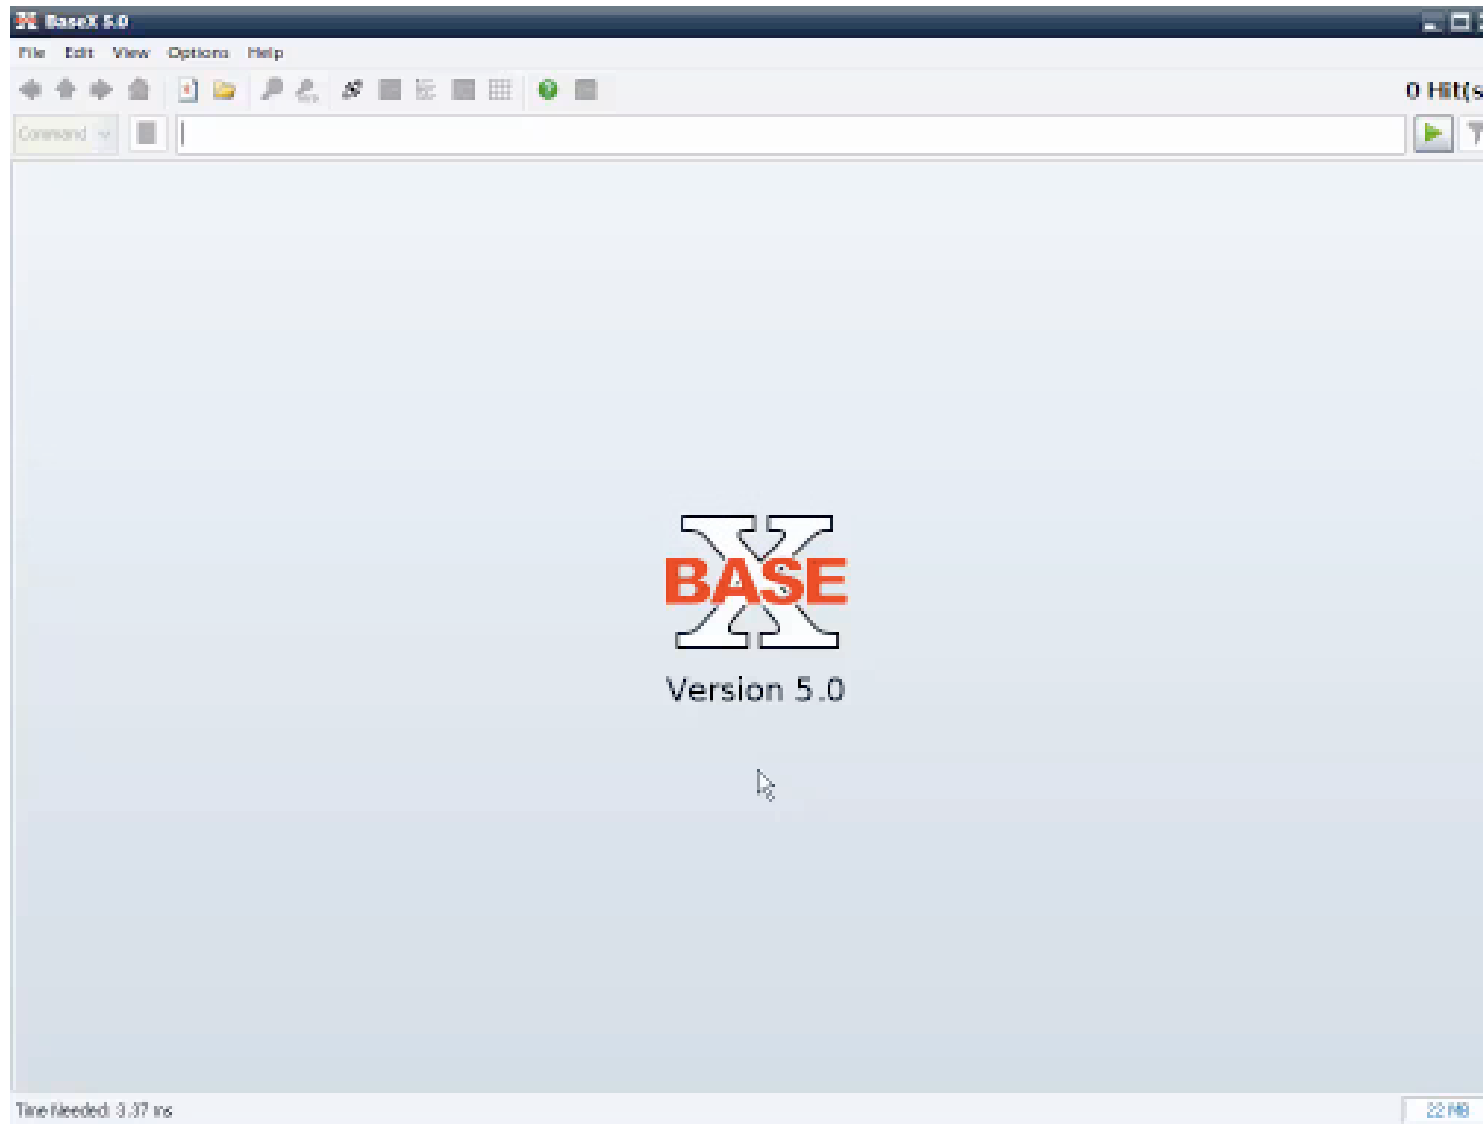 BaseX 5.0
File Edit View Options Help
0 Hit(s
Command
X
BASE
Version 5.0
Time Needed: 3.37 ms
22 MB